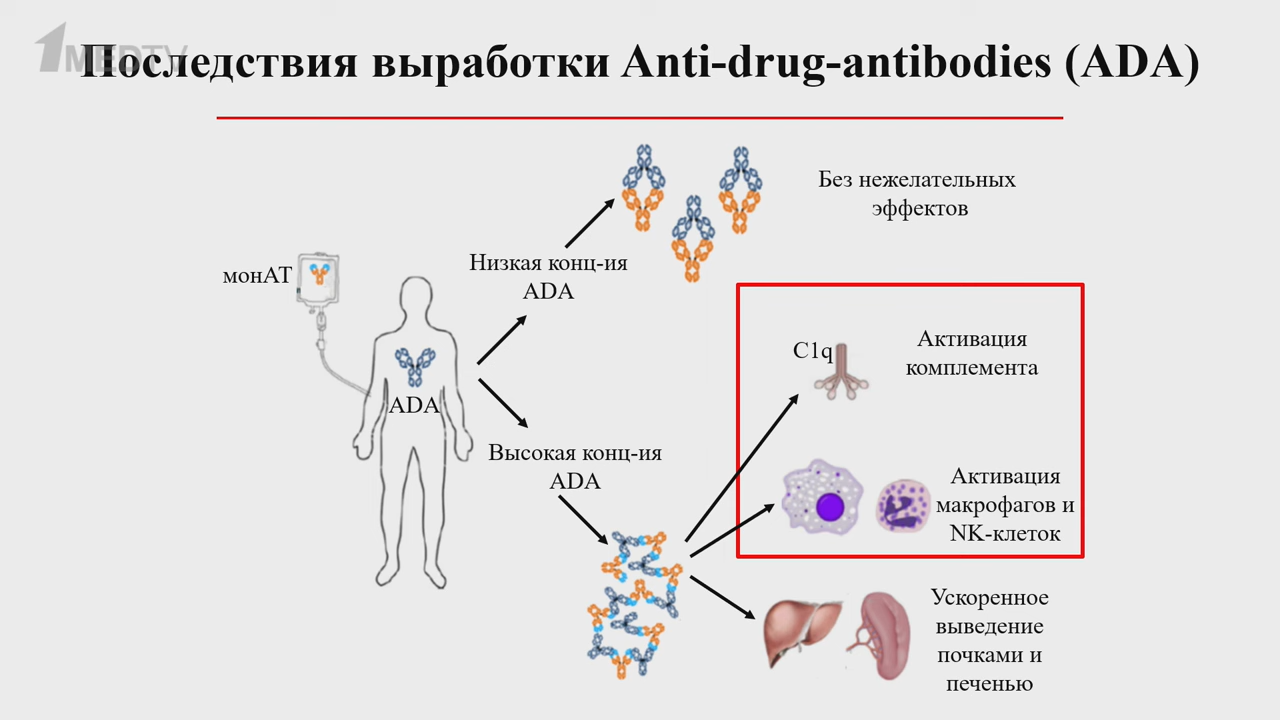 1MEDTV
Последствия выработки Anti-drug-antibodies (ADA)
Без нежелательных
эффектов
монАТ
Низкая конц-ия
ADA
C1q
Активация
комплемента
ADA
Высокая конц-ия
ADA
Активация
макрофагов и
NK-клеток
Ускоренное
выведение
почками и
печенью